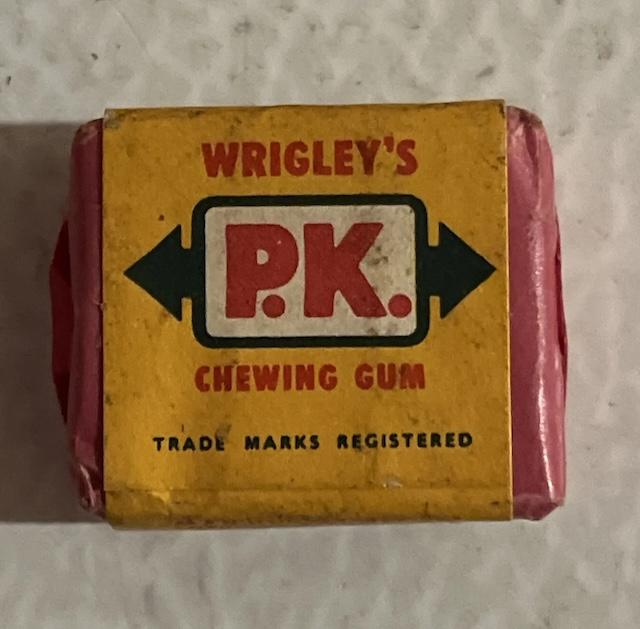 WRIGLEY'S
P.K.
CHEWING GUM
TRADE MARKS REGISTERED